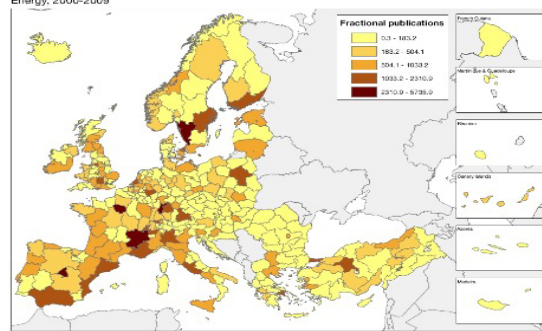 Energy, 2000-2009
Fractional publications
0.3 - 183.2
183.2 - 504.1
504.1 - 1033.2
1033.2 - 2310.9
2310.9 - 5735.9
French Guiana
Martinique & Guadeloupe
Réunion
Canary Islands
Azores
Madeira